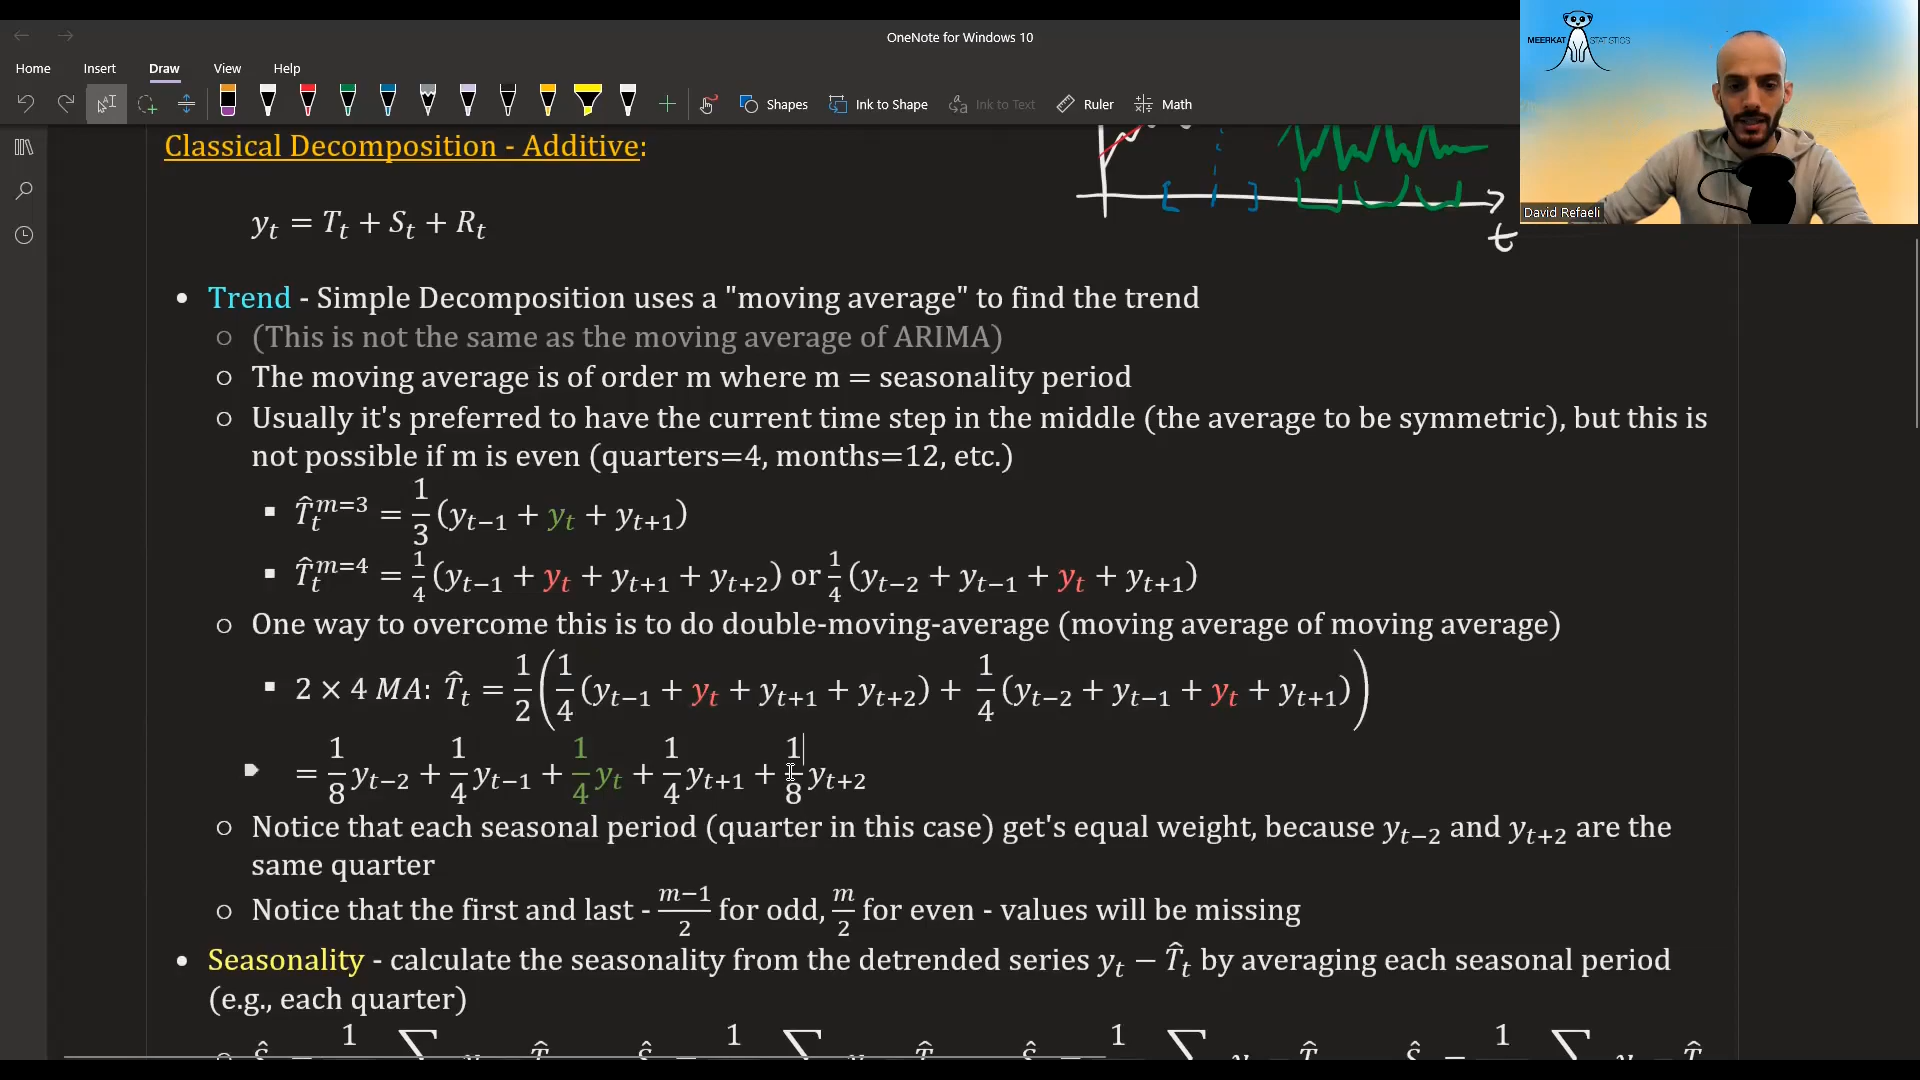 OneNote for Windows 10
MEERKAT STATISTICS
Home Insert Draw View Help
Shapes Ink to Shape Ink to Text Ruler Math
Classical Decomposition - Additive:
David Refaeli
t
y_t = T_t + S_t + R_t
• Trend - Simple Decomposition uses a "moving average" to find the trend
○ (This is not the same as the moving average of ARIMA)
○ The moving average is of order m where m = seasonality period
○ Usually it's preferred to have the current time step in the middle (the average to be symmetric), but this is
not possible if m is even (quarters=4, months=12, etc.)
▪ T̂_t^{m=3} = 1/3 (y_{t−1} + y_t + y_{t+1})
▪ T̂_t^{m=4} = 1/4 (y_{t−1} + y_t + y_{t+1} + y_{t+2}) or 1/4 (y_{t−2} + y_{t−1} + y_t + y_{t+1})
○ One way to overcome this is to do double-moving-average (moving average of moving average)
▪ 2 × 4 MA: T̂_t = 1/2 (1/4 (y_{t−1} + y_t + y_{t+1} + y_{t+2}) + 1/4 (y_{t−2} + y_{t−1} + y_t + y_{t+1}))
= 1/8 y_{t−2} + 1/4 y_{t−1} + 1/4 y_t + 1/4 y_{t+1} + 1/8 y_{t+2}
○ Notice that each seasonal period (quarter in this case) get's equal weight, because y_{t−2} and y_{t+2} are the
same quarter
○ Notice that the first and last - (m−1)/2 for odd, m/2 for even - values will be missing
• Seasonality - calculate the seasonality from the detrended series y_t − T̂_t by averaging each seasonal period
(e.g., each quarter)